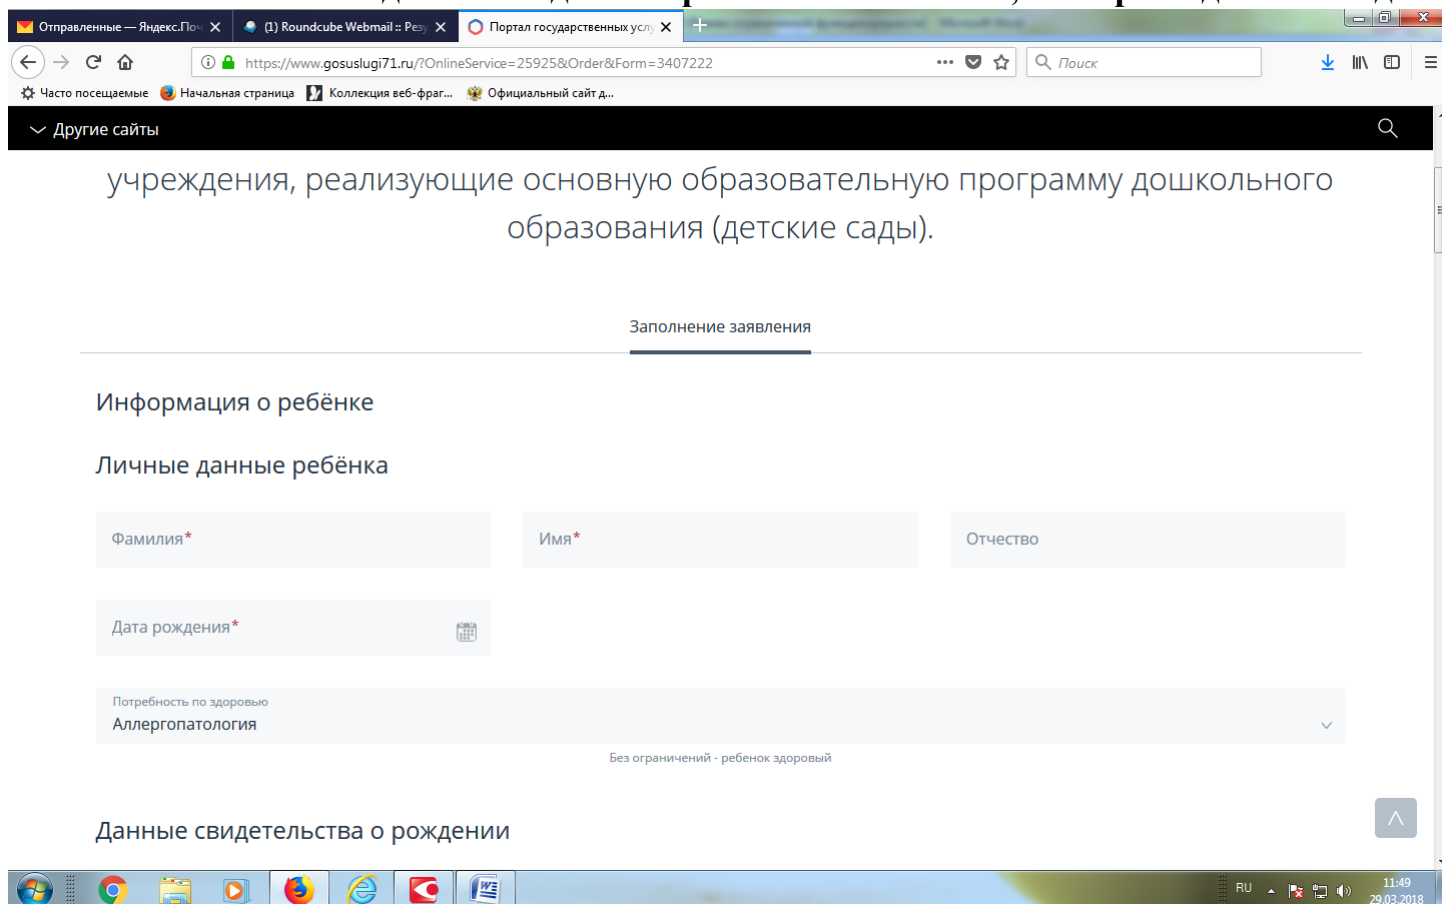 Отправленные — Яндекс.Поч
(1) Roundcube Webmail :: Резу
Портал государственных услу
https://www.gosuslugi71.ru/?OnlineService=25925&Order&Form=3407222
Поиск
Часто посещаемые
Начальная страница
Коллекция веб-фраг...
Официальный сайт д...
Другие сайты
учреждения, реализующие основную образовательную программу дошкольного
образования (детские сады).
Заполнение заявления
Информация о ребёнке
Личные данные ребёнка
Фамилия*
Имя*
Отчество
Дата рождения*
Потребность по здоровью
Аллергопатология
Без ограничений - ребенок здоровый
Данные свидетельства о рождении
RU
11:49
29.03.2018